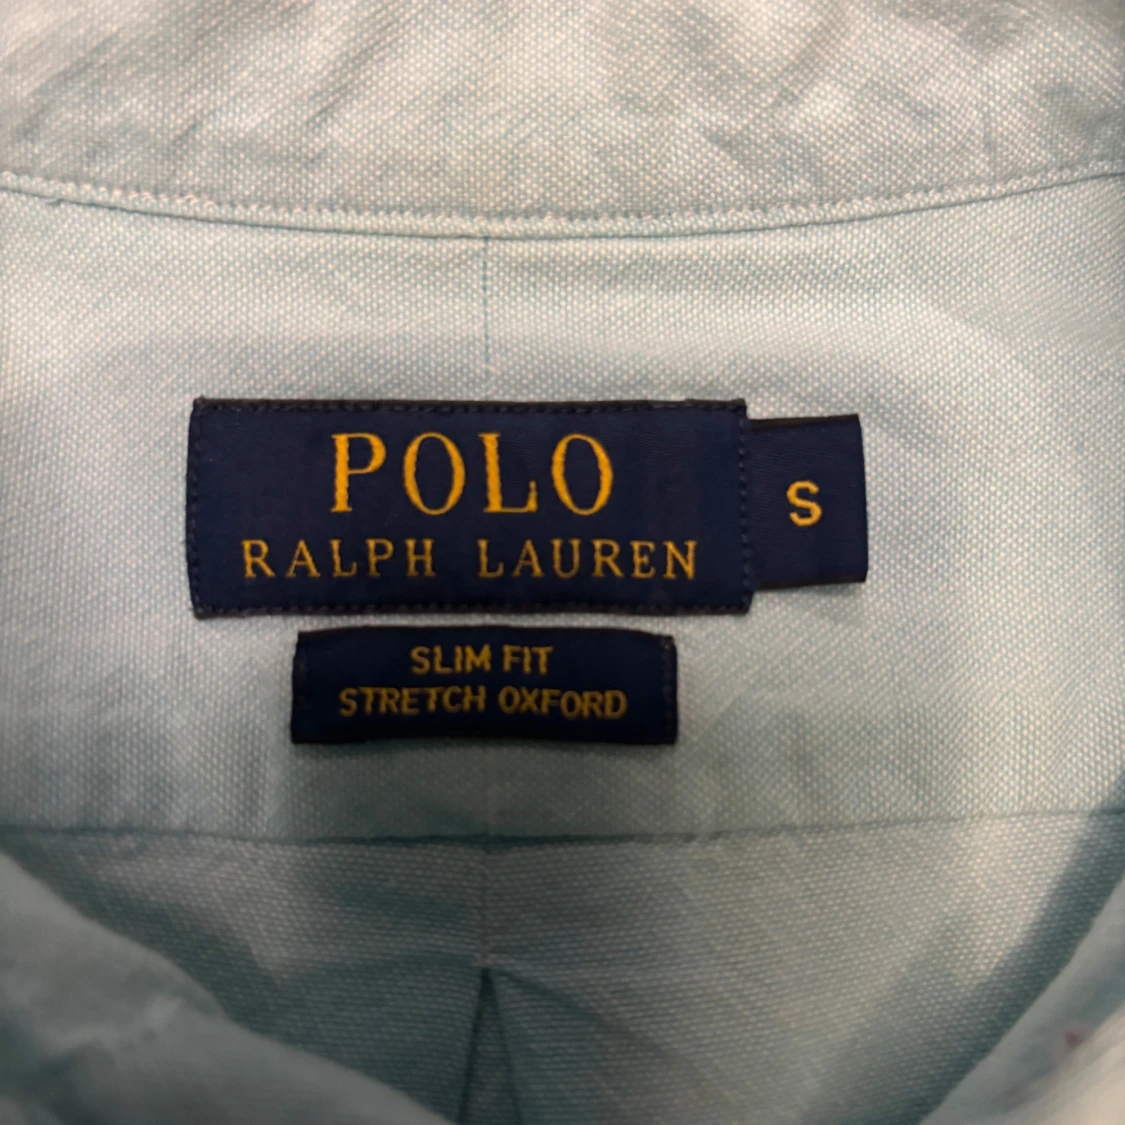 POLO
RALPH LAUREN
S
SLIM FIT
STRETCH OXFORD